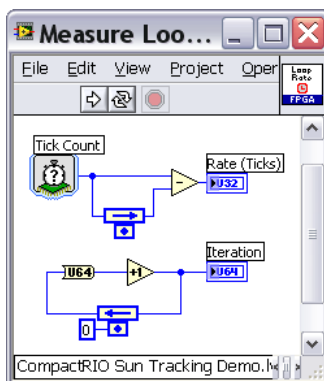 Measure Loo...
File Edit View Project Oper
Loop
Rate
FPGA
Tick Count
?
Rate (Ticks)
U32
Iteration
U64
+1
U64
0
CompactRIO Sun Tracking Demo.l